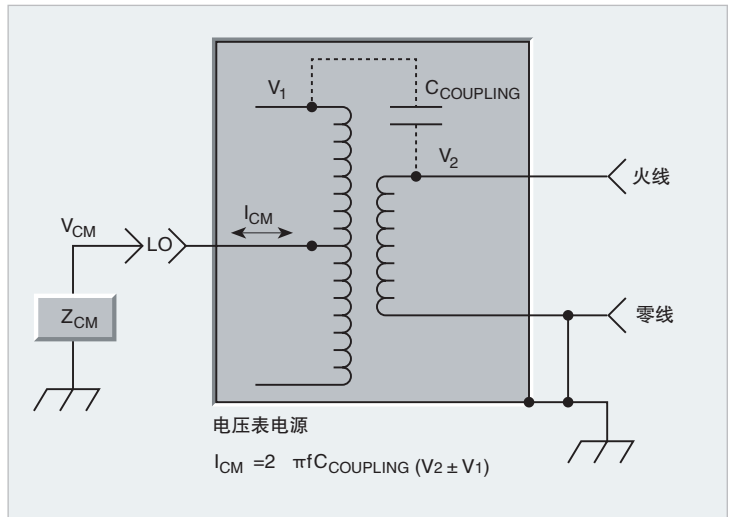 V1
CCOUPLING
V2
火线
ICM
VCM
LO
ZCM
零线
电压表电源
ICM =2 πfCCOUPLING (V2 ± V1)